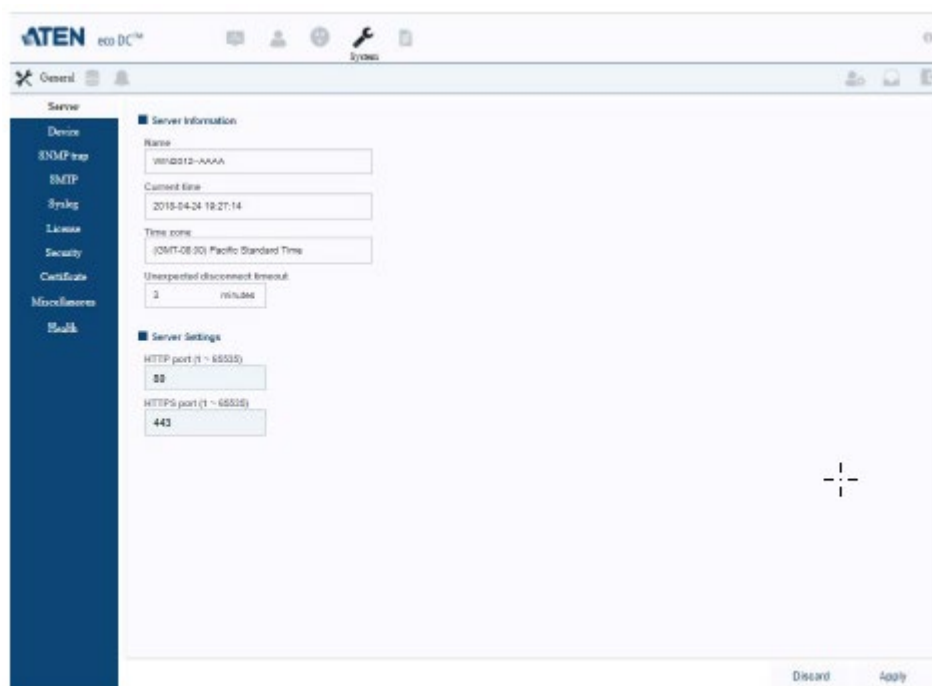 ATEN eco DC™
System
General
Server
Device
SNMP trap
SMTP
Syslog
License
Security
Certificate
Miscellaneous
Health
Server Information
Name
WIN2012-AAAA
Current time
2018-04-24 19:27:14
Time zone
(GMT-08:00) Pacific Standard Time
Unexpected disconnect timeout
3 minutes
Server Settings
HTTP port (1 ~ 65535)
80
HTTPS port (1 ~ 65535)
443
Discard Apply